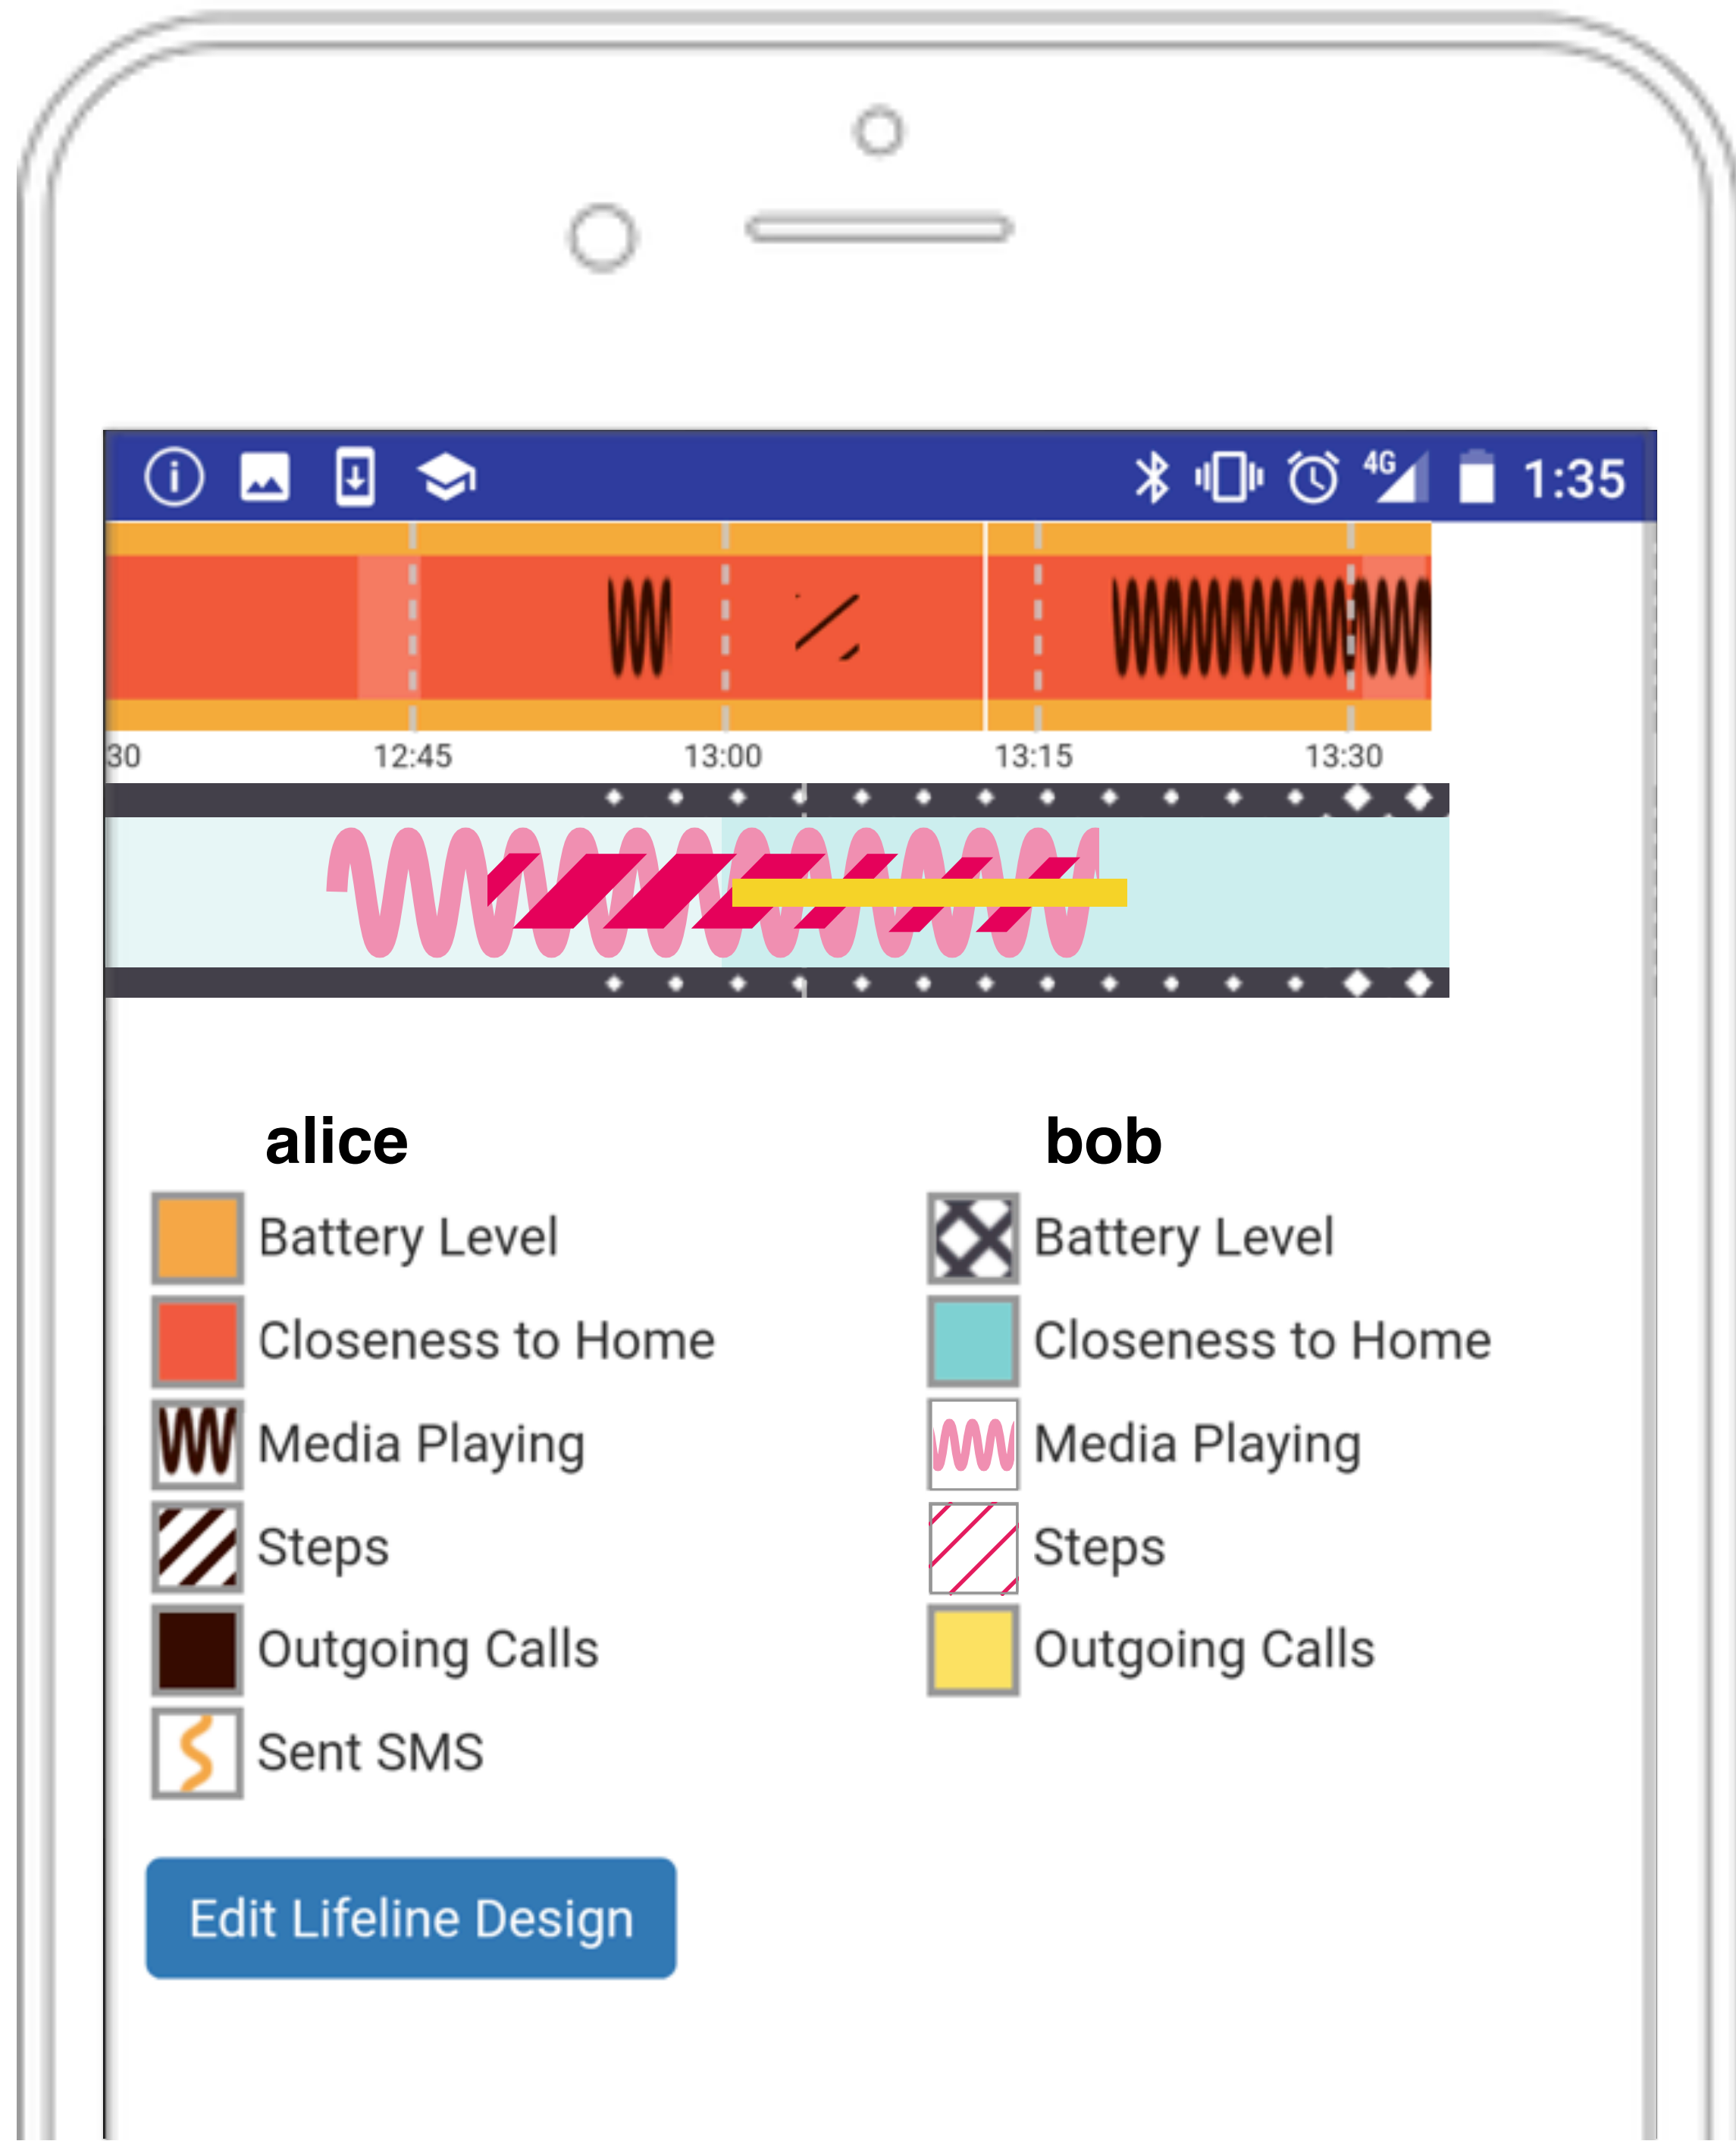 4G 1:35
30 12:45 13:00 13:15 13:30
alice bob
Battery Level Battery Level
Closeness to Home Closeness to Home
Media Playing Media Playing
Steps Steps
Outgoing Calls Outgoing Calls
Sent SMS
Edit Lifeline Design